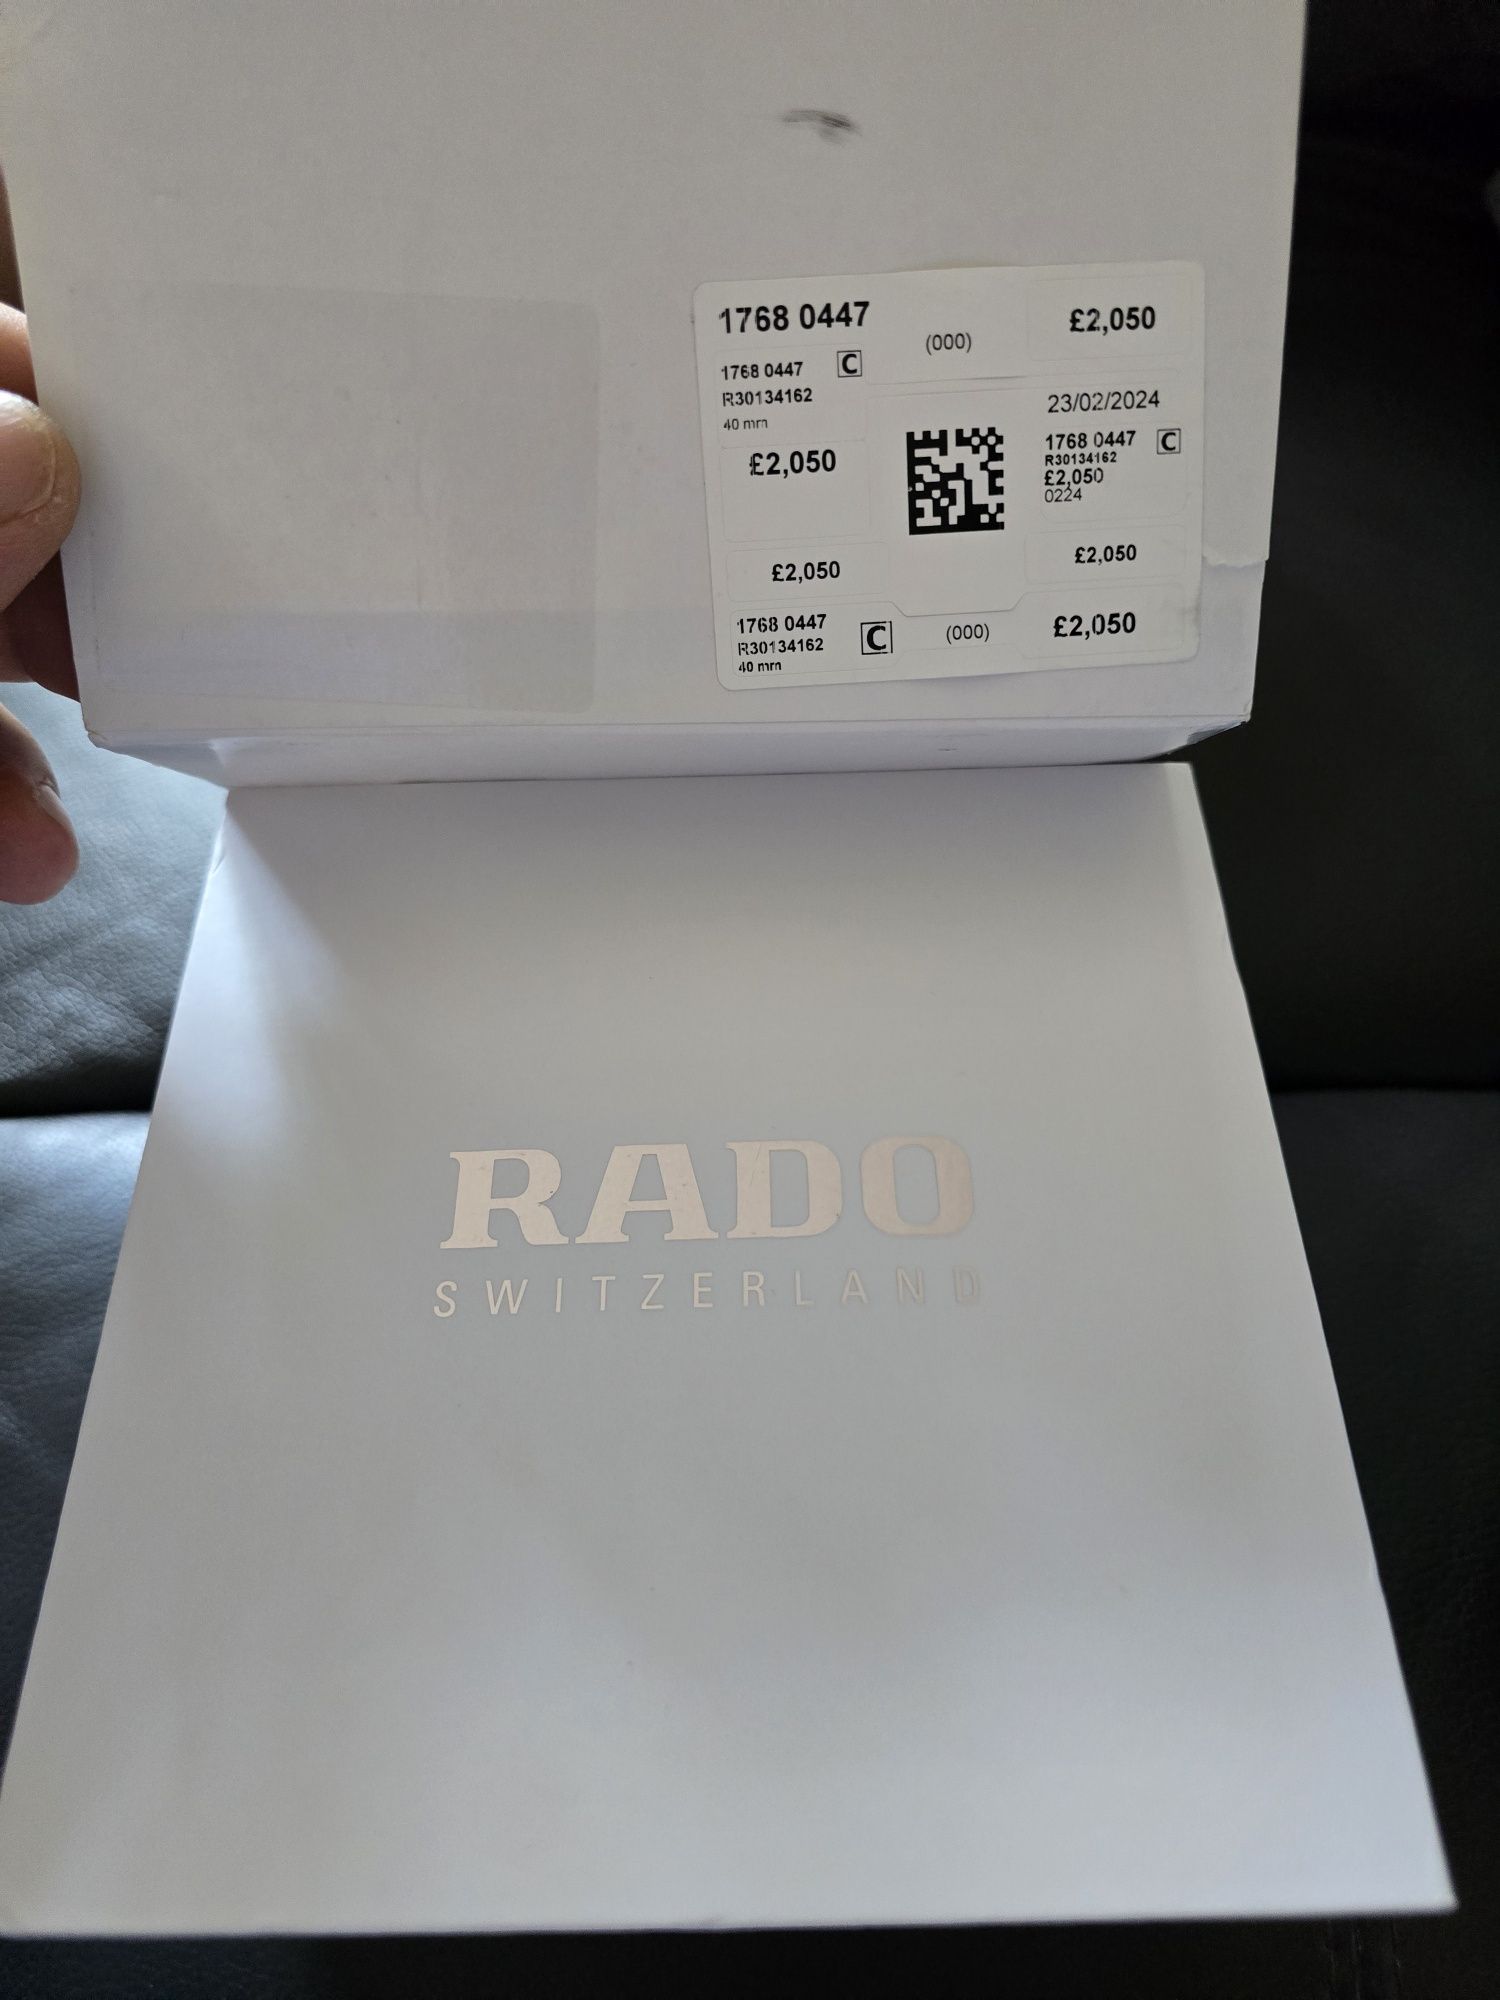 1768 0447
(000)
£2,050
1768 0447 C
R30134162
40 mm
£2,050
£2,050
23/02/2024
1768 0447 C
R30134162
£2,050
0224
£2,050
1768 0447 C
R30134162
40 mm
(000)
£2,050
RADO
SWITZERLAND